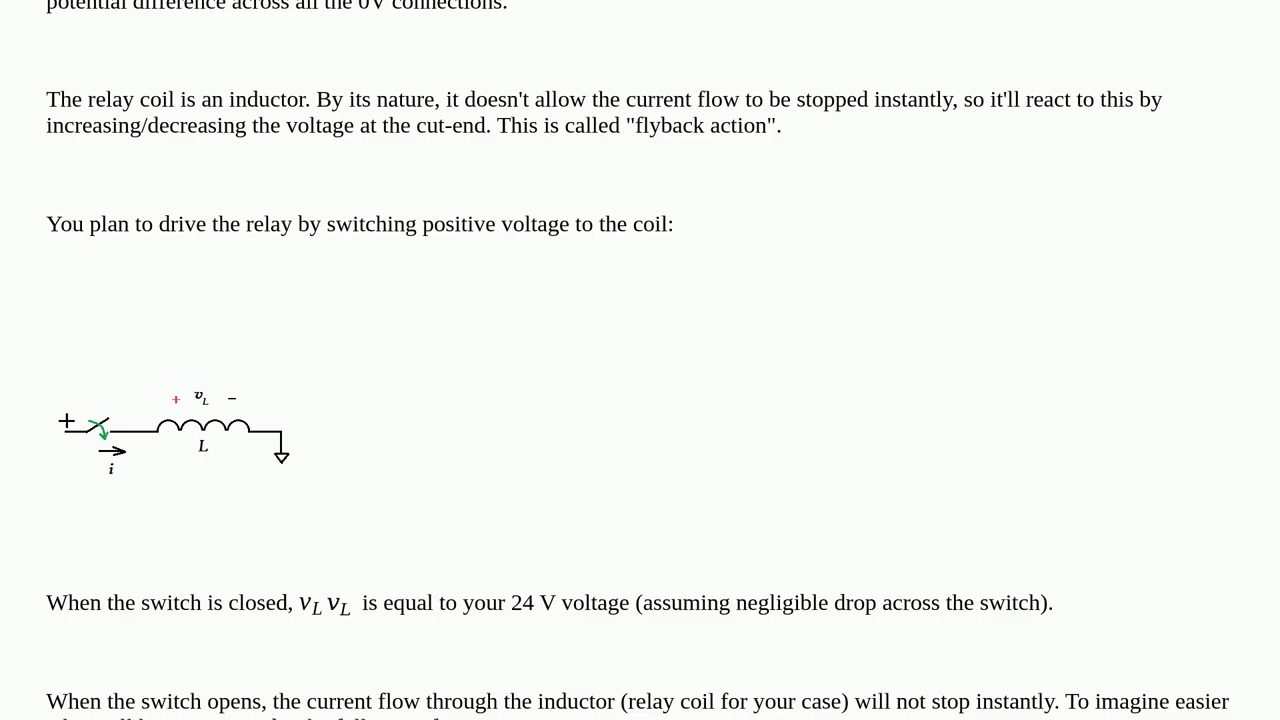 potential difference across all the 0V connections.
The relay coil is an inductor. By its nature, it doesn't allow the current flow to be stopped instantly, so it'll react to this by
increasing/decreasing the voltage at the cut-end. This is called "flyback action".
You plan to drive the relay by switching positive voltage to the coil:
+ v_L −
+
L
i
When the switch is closed, v_L v_L is equal to your 24 V voltage (assuming negligible drop across the switch).
When the switch opens, the current flow through the inductor (relay coil for your case) will not stop instantly. To imagine easier